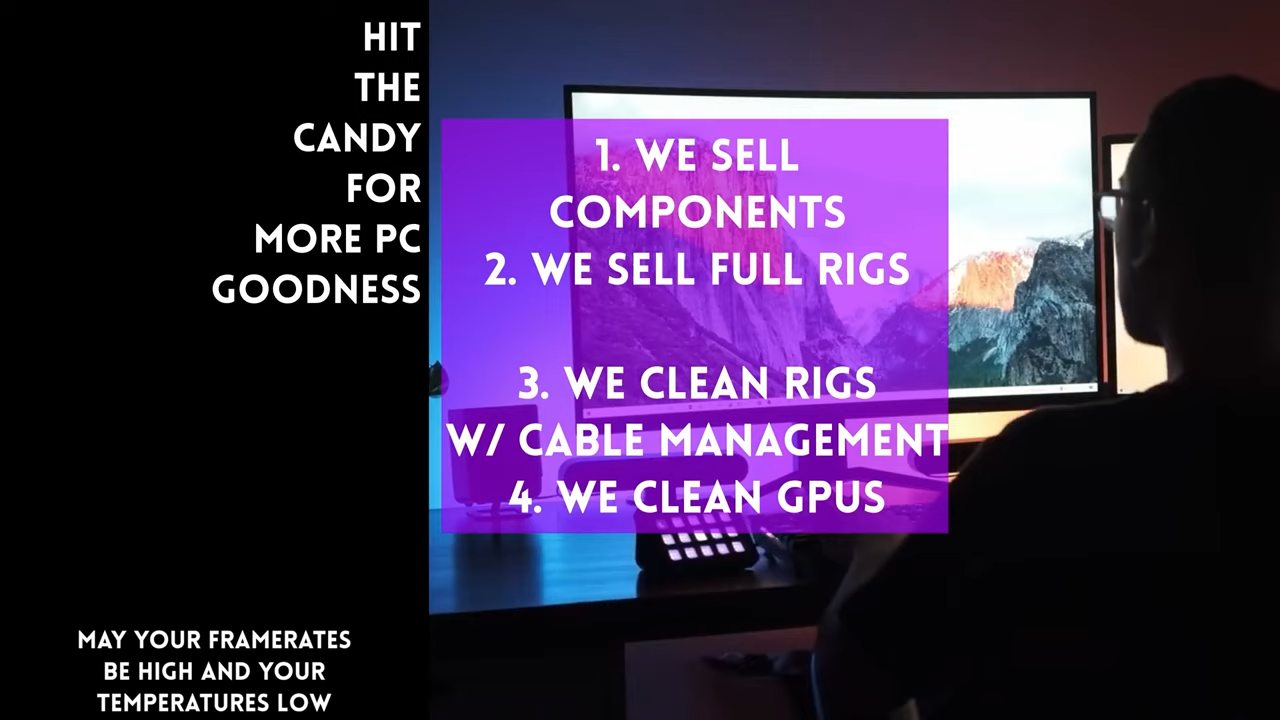 HIT
THE
CANDY
FOR
MORE PC
GOODNESS
1. WE SELL
COMPONENTS
2. WE SELL FULL RIGS
3. WE CLEAN RIGS
W/ CABLE MANAGEMENT
4. WE CLEAN GPUS
MAY YOUR FRAMERATES
BE HIGH AND YOUR
TEMPERATURES LOW